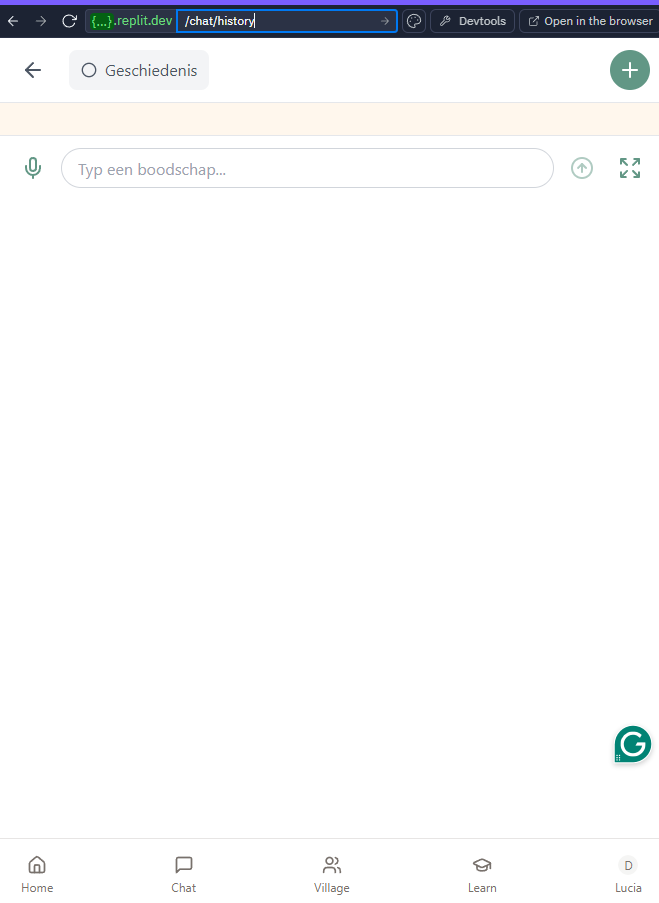 {...}.replit.dev /chat/history Devtools Open in the browser
Geschiedenis
Typ een boodschap...
G
Home Chat Village Learn D Lucia